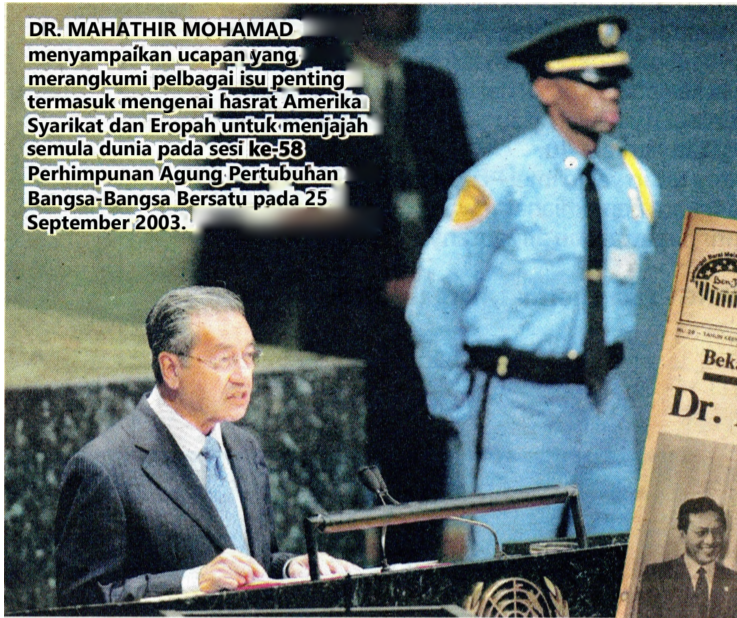 DR. MAHATHIR MOHAMAD
menyampaikan ucapan yang
merangkumi pelbagai isu penting
termasuk mengenai hasrat Amerika
Syarikat dan Eropah untuk menjajah
semula dunia pada sesi ke-58
Perhimpunan Agung Pertubuhan
Bangsa-Bangsa Bersatu pada 25
September 2003.
Dr.